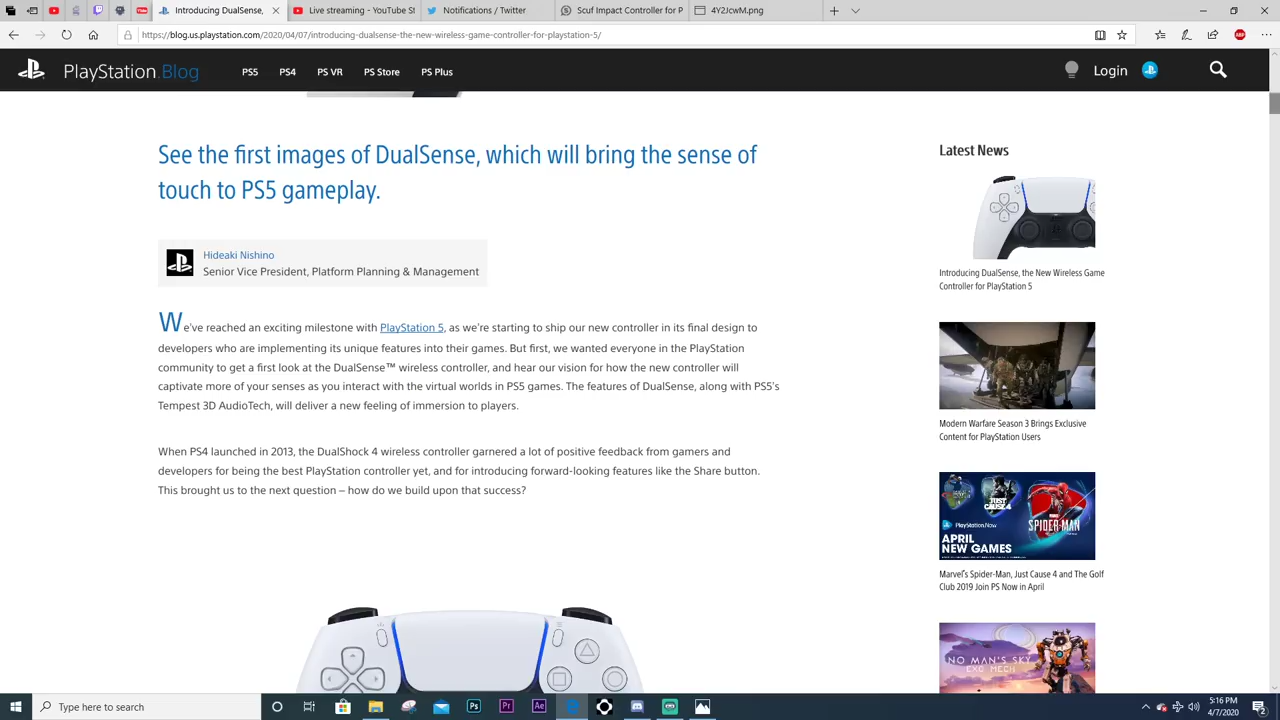 Introducing DualSense,
Live streams - YouTube St
Notifications / Twitter
Scuf Impact Controller for P
4Y2JcwM.png
https://blog.us.playstation.com/2020/04/07/introducing-dualsense-the-new-wireless-game-controller-for-playstation-5/
ABP
PlayStation.Blog
PS5
PS4
PS VR
PS Store
PS Plus
Login
See the first images of DualSense, which will bring the sense of
touch to PS5 gameplay.
Hideaki Nishino
Senior Vice President, Platform Planning & Management
We've reached an exciting milestone with PlayStation 5, as we're starting to ship our new controller in its final design to
developers who are implementing its unique features into their games. But first, we wanted everyone in the PlayStation
community to get a first look at the DualSense™ wireless controller, and hear our vision for how the new controller will
captivate more of your senses as you interact with the virtual worlds in PS5 games. The features of DualSense, along with PS5's
Tempest 3D AudioTech, will deliver a new feeling of immersion to players.
When PS4 launched in 2013, the DualShock 4 wireless controller garnered a lot of positive feedback from gamers and
developers for being the best PlayStation controller yet, and for introducing forward-looking features like the Share button.
This brought us to the next question – how do we build upon that success?
Latest News
Introducing DualSense, the New Wireless Game
Controller for PlayStation 5
Modern Warfare Season 3 Brings Exclusive
Content for PlayStation Users
JUST
CAUSE 4
PlayStation.Now
SPIDER-MAN
APRIL
NEW GAMES
Marvel's Spider-Man, Just Cause 4 and The Golf
Club 2019 Join PS Now in April
NO MAN'S SKY
EXO MECH
Type here to search
Ps
Pr
Ae
5:16 PM
4/7/2020
2